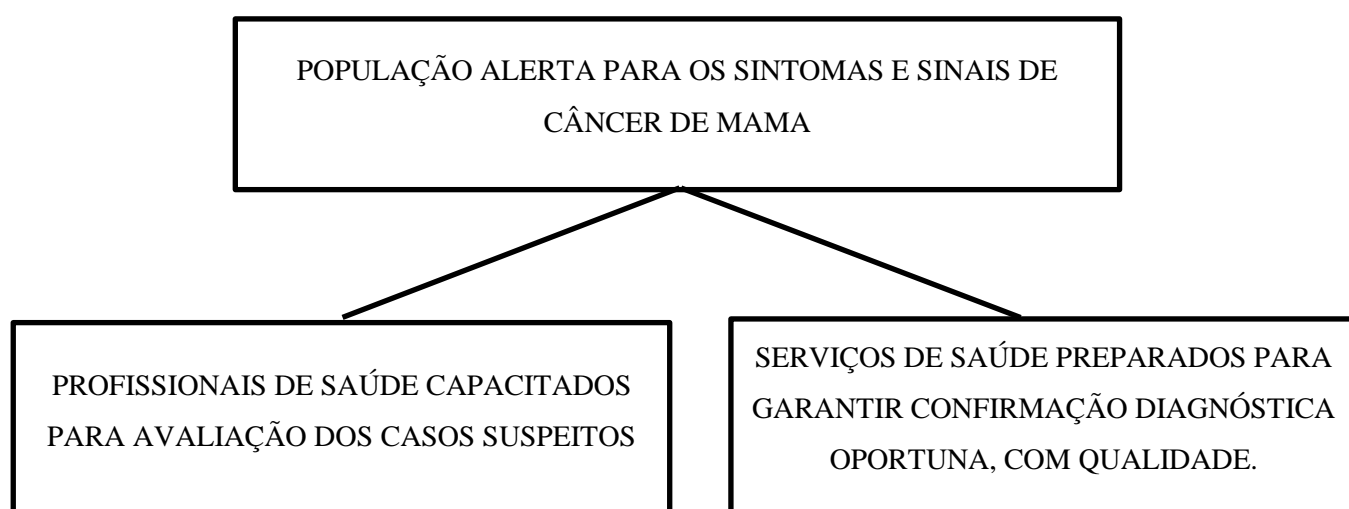 POPULAÇÃO ALERTA PARA OS SINTOMAS E SINAIS DE
CÂNCER DE MAMA
PROFISSIONAIS DE SAÚDE CAPACITADOS
PARA AVALIAÇÃO DOS CASOS SUSPEITOS
SERVIÇOS DE SAÚDE PREPARADOS PARA
GARANTIR CONFIRMAÇÃO DIAGNÓSTICA
OPORTUNA, COM QUALIDADE.